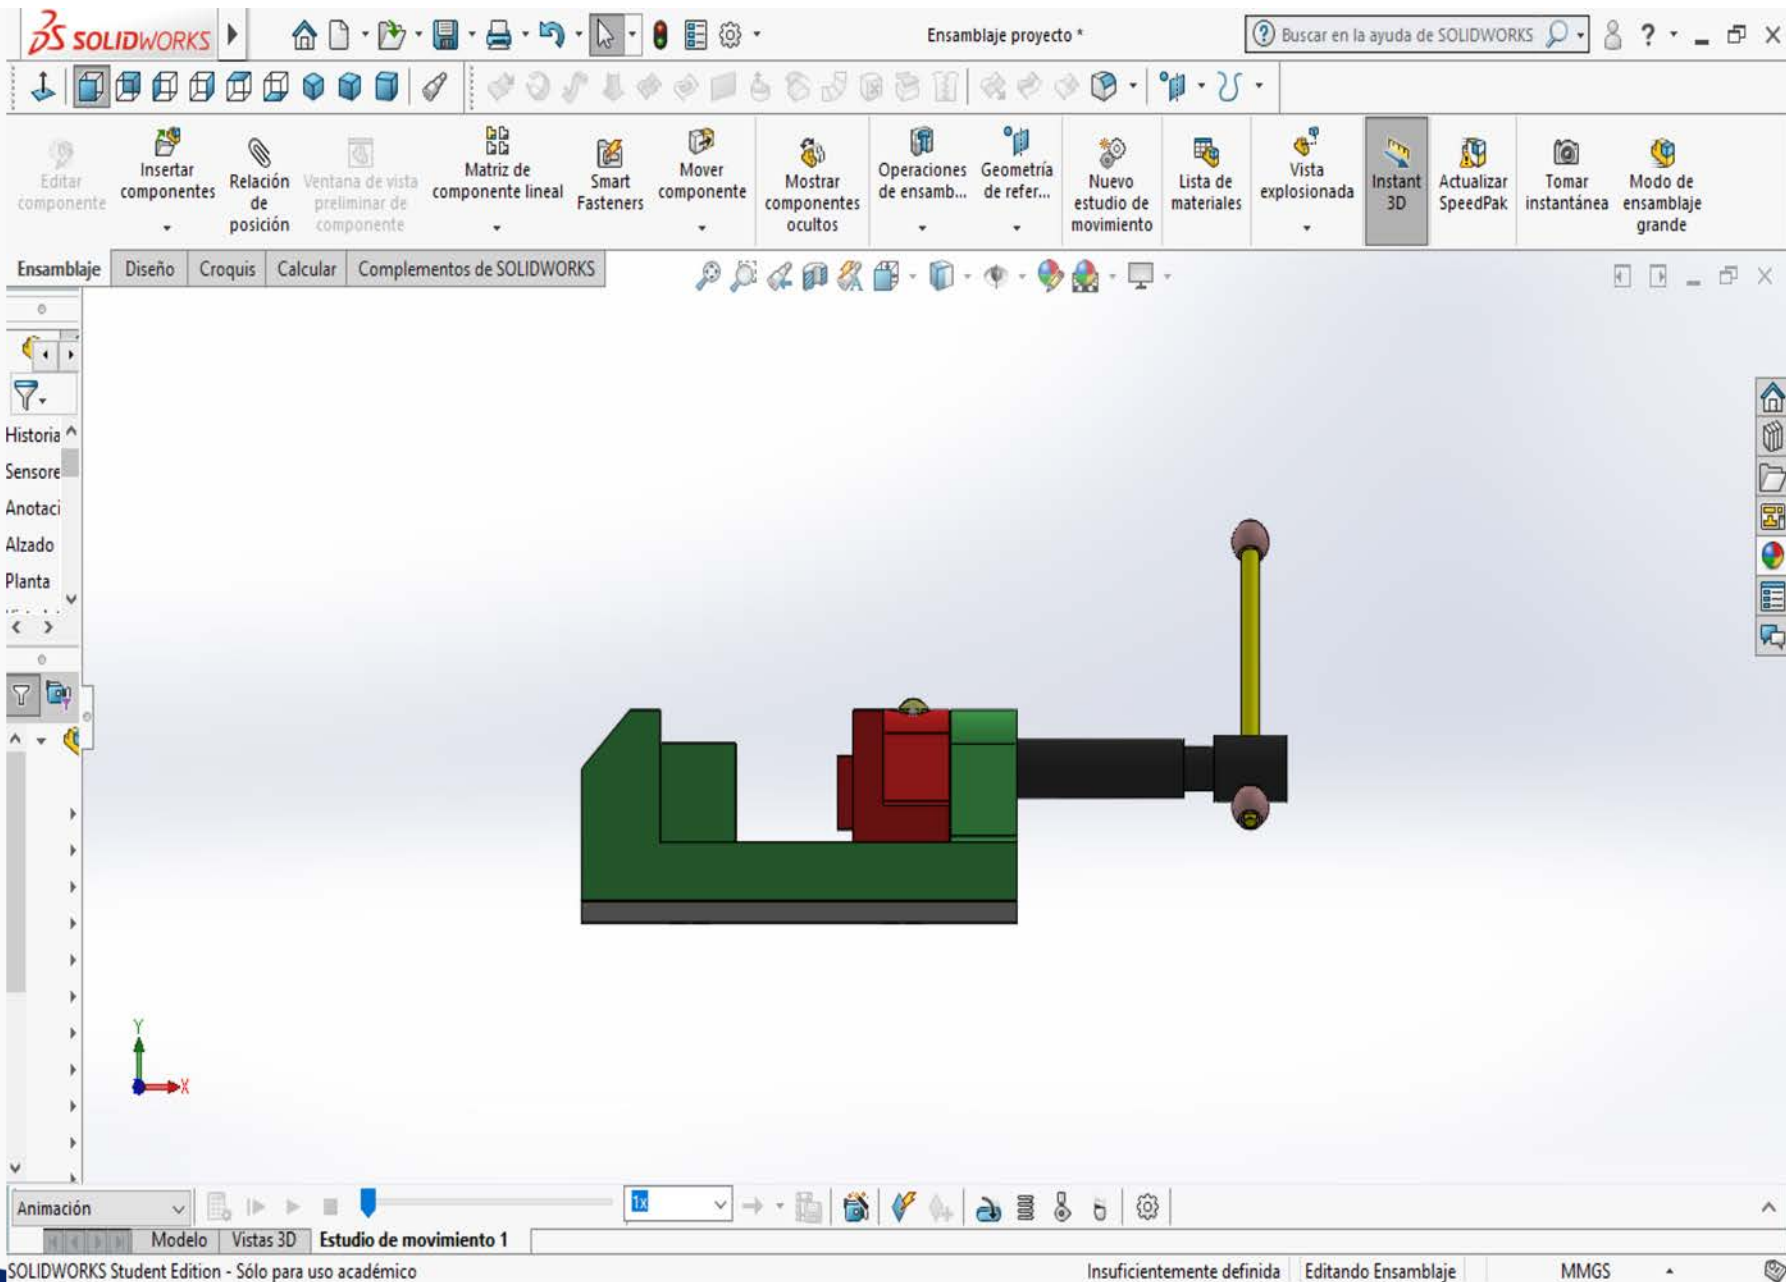 SOLIDWORKS
Ensamblaje proyecto *
Buscar en la ayuda de SOLIDWORKS
?
Editar
componente
Insertar
componentes
Relación
de
posición
Ventana de vista
preliminar de
componente
Matriz de
componente lineal
Smart
Fasteners
Mover
componente
Mostrar
componentes
ocultos
Operaciones
de ensamb...
Geometría
de refer...
Nuevo
estudio de
movimiento
Lista de
materiales
Vista
explosionada
Instant
3D
Actualizar
SpeedPak
Tomar
instantánea
Modo de
ensamblaje
grande
Ensamblaje Diseño Croquis Calcular Complementos de SOLIDWORKS
Historia
Sensore
Anotaci
Alzado
Planta
Y
X
Animación 1x
Modelo Vistas 3D Estudio de movimiento 1
SOLIDWORKS Student Edition - Sólo para uso académico Insuficientemente definida Editando Ensamblaje MMGS